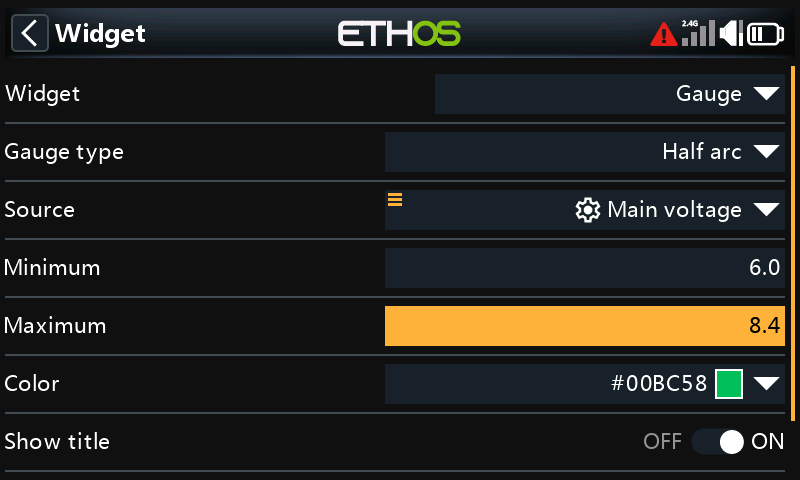 Widget ETHOS 2.4G
Widget Gauge
Gauge type Half arc
Source Main voltage
Minimum 6.0
Maximum 8.4
Color #00BC58
Show title OFF ON